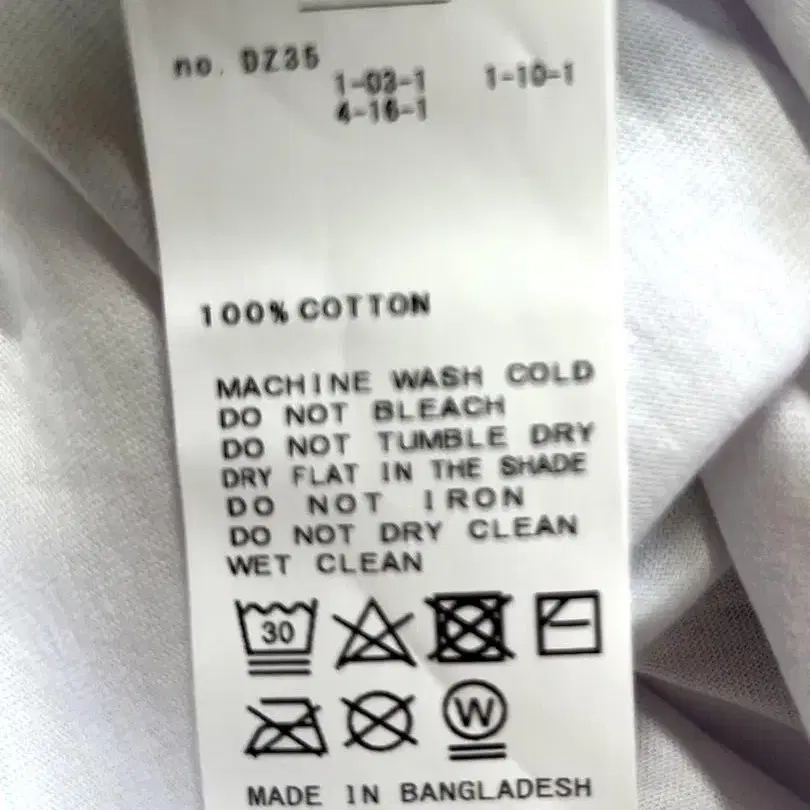 no. DZ35
1-03-1 1-10-1
4-16-1
100% COTTON
MACHINE WASH COLD
DO NOT BLEACH
DO NOT TUMBLE DRY
DRY FLAT IN THE SHADE
DO NOT IRON
DO NOT DRY CLEAN
WET CLEAN
30
W
MADE IN BANGLADESH